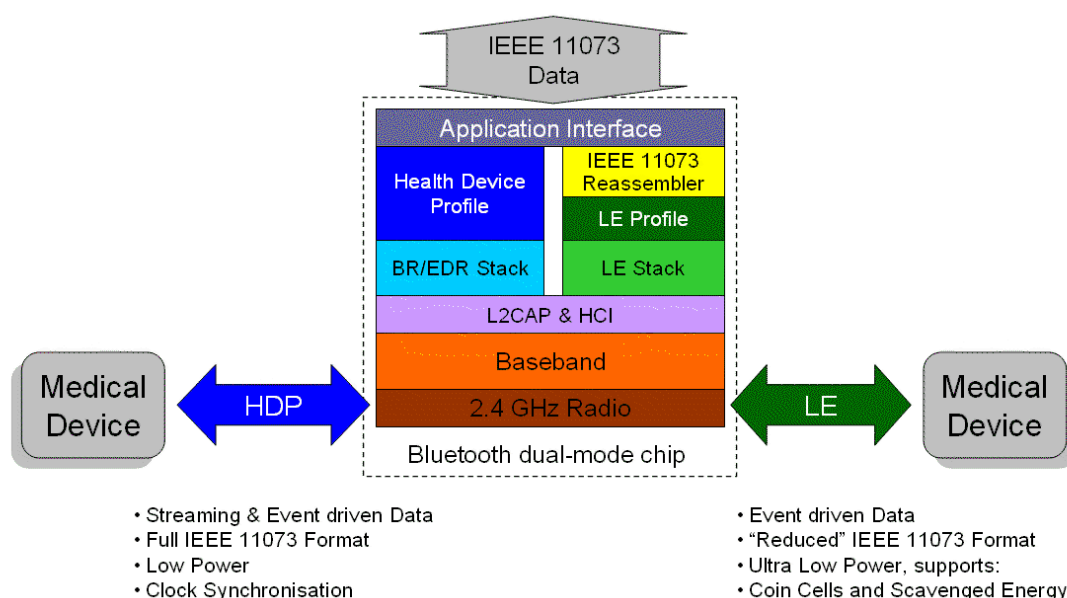 IEEE 11073
Data
Application Interface
Health Device
Profile
IEEE 11073
Reassembler
LE Profile
BR/EDR Stack
LE Stack
L2CAP & HCI
Baseband
2.4 GHz Radio
Bluetooth dual-mode chip
Medical
Device
HDP
LE
Medical
Device
• Streaming & Event driven Data
• Full IEEE 11073 Format
• Low Power
• Clock Synchronisation
• Event driven Data
• “Reduced” IEEE 11073 Format
• Ultra Low Power, supports:
• Coin Cells and Scavenged Energy